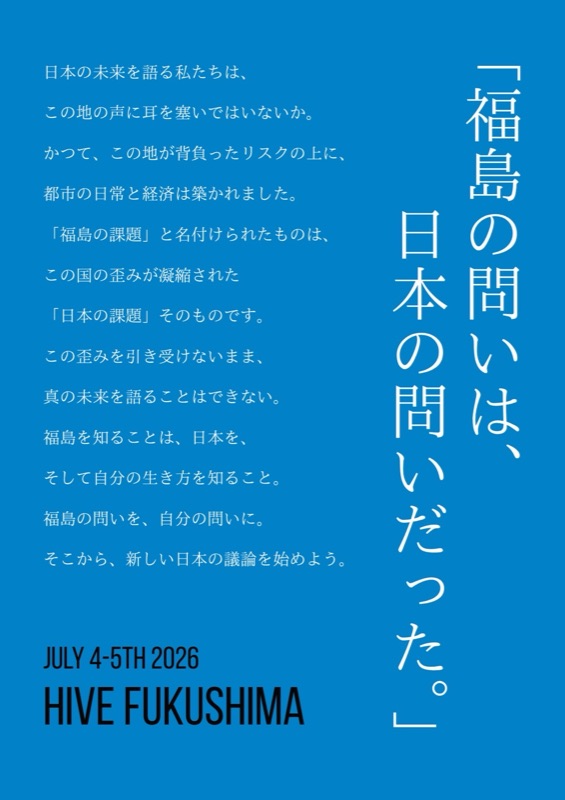 「福島の問いは、
日本の問いだった。」
日本の未来を語る私たちは、
この地の声に耳を塞いではいないか。
かつて、この地が背負ったリスクの上に、
都市の日常と経済は築かれました。
「福島の課題」と名付けられたものは、
この国の歪みが凝縮された
「日本の課題」そのものです。
この歪みを引き受けないまま、
真の未来を語ることはできない。
福島を知ることは、日本を、
そして自分の生き方を知ること。
福島の問いを、自分の問いに。
そこから、新しい日本の議論を始めよう。
JULY 4-5TH 2026
HIVE FUKUSHIMA